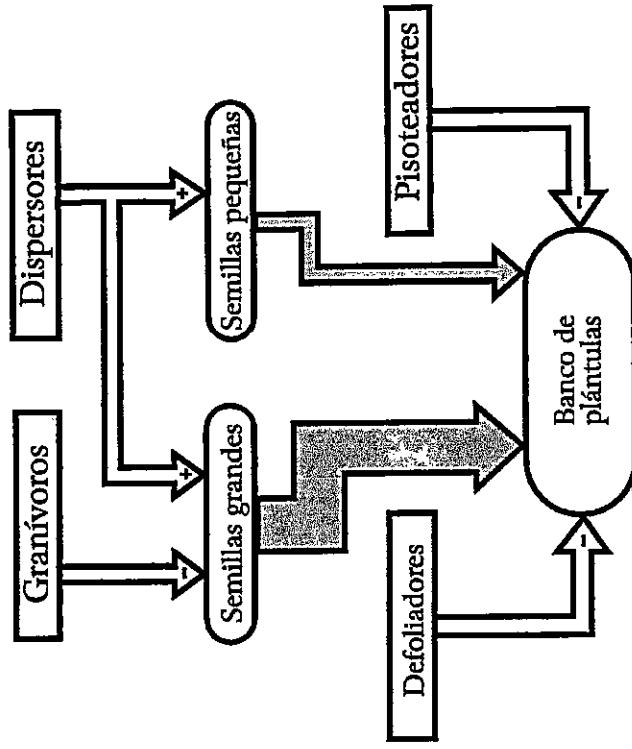 Granívoros
Dispersores
Semillas grandes
Semillas pequeñas
Defoliadores
Pisoteadores
Banco de
plántulas
-
+
+
-
-